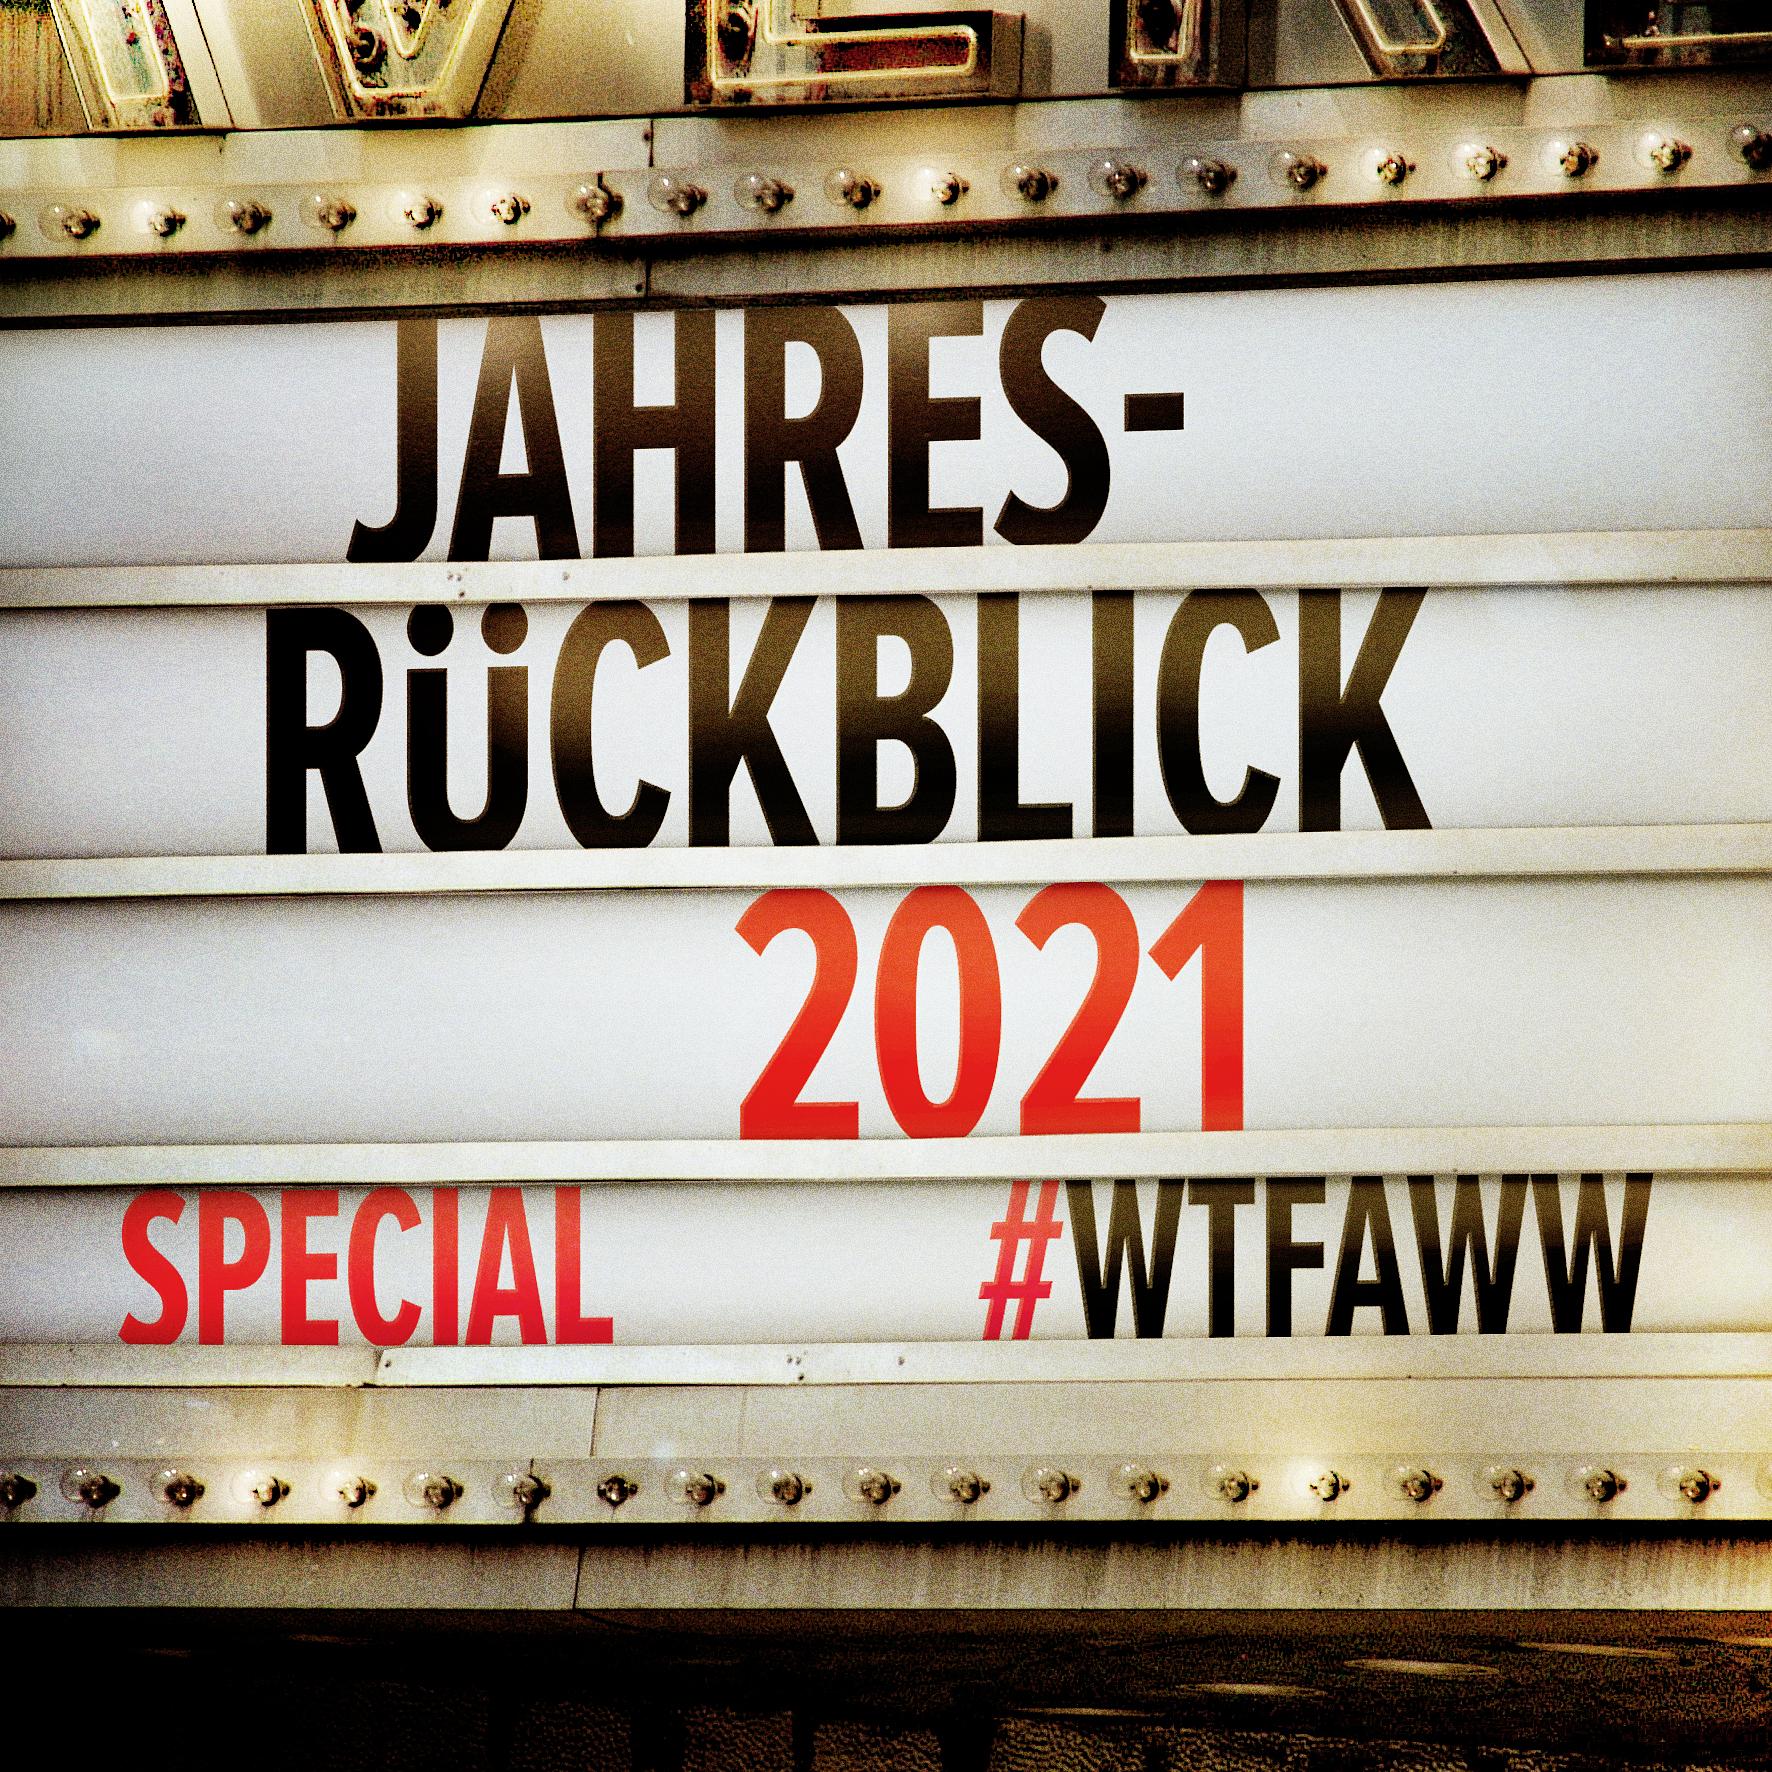 JAHRES-
RüCKBLICK
2021
SPECIAL #WTFAWW